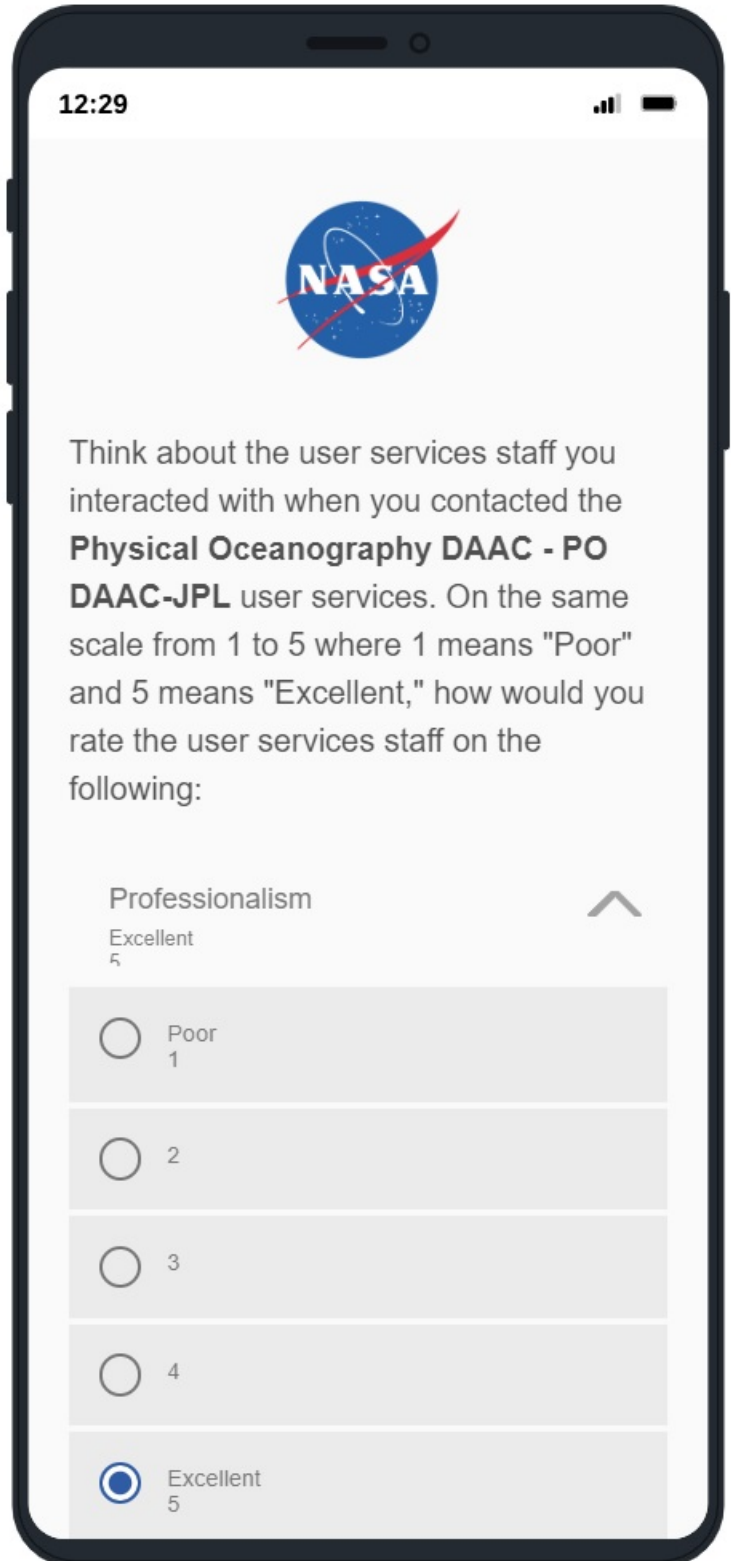 12:29
NASA
Think about the user services staff you
interacted with when you contacted the
Physical Oceanography DAAC - PO
DAAC-JPL user services. On the same
scale from 1 to 5 where 1 means "Poor"
and 5 means "Excellent," how would you
rate the user services staff on the
following:
Professionalism
Excellent
5
Poor
1
2
3
4
Excellent
5